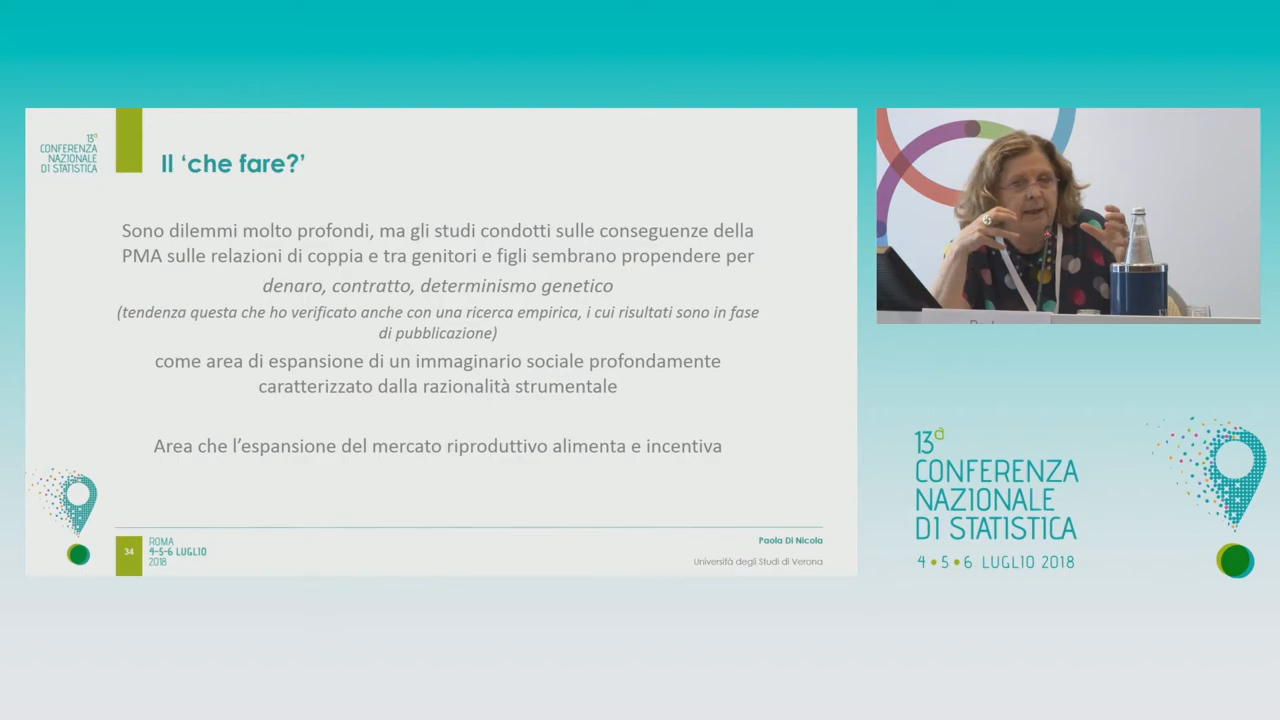 13ª
CONFERENZA
NAZIONALE
DI STATISTICA
Il ‘che fare?’
Sono dilemmi molto profondi, ma gli studi condotti sulle conseguenze della
PMA sulle relazioni di coppia e tra genitori e figli sembrano propendere per
denaro, contratto, determinismo genetico
(tendenza questa che ho verificato anche con una ricerca empirica, i cui risultati sono in fase
di pubblicazione)
come area di espansione di un immaginario sociale profondamente
caratterizzato dalla razionalità strumentale
Area che l’espansione del mercato riproduttivo alimenta e incentiva
34
ROMA
4-5-6 LUGLIO
2018
Paola Di Nicola
Università degli Studi di Verona
13ª
CONFERENZA
NAZIONALE
DI STATISTICA
4 • 5 • 6 LUGLIO 2018